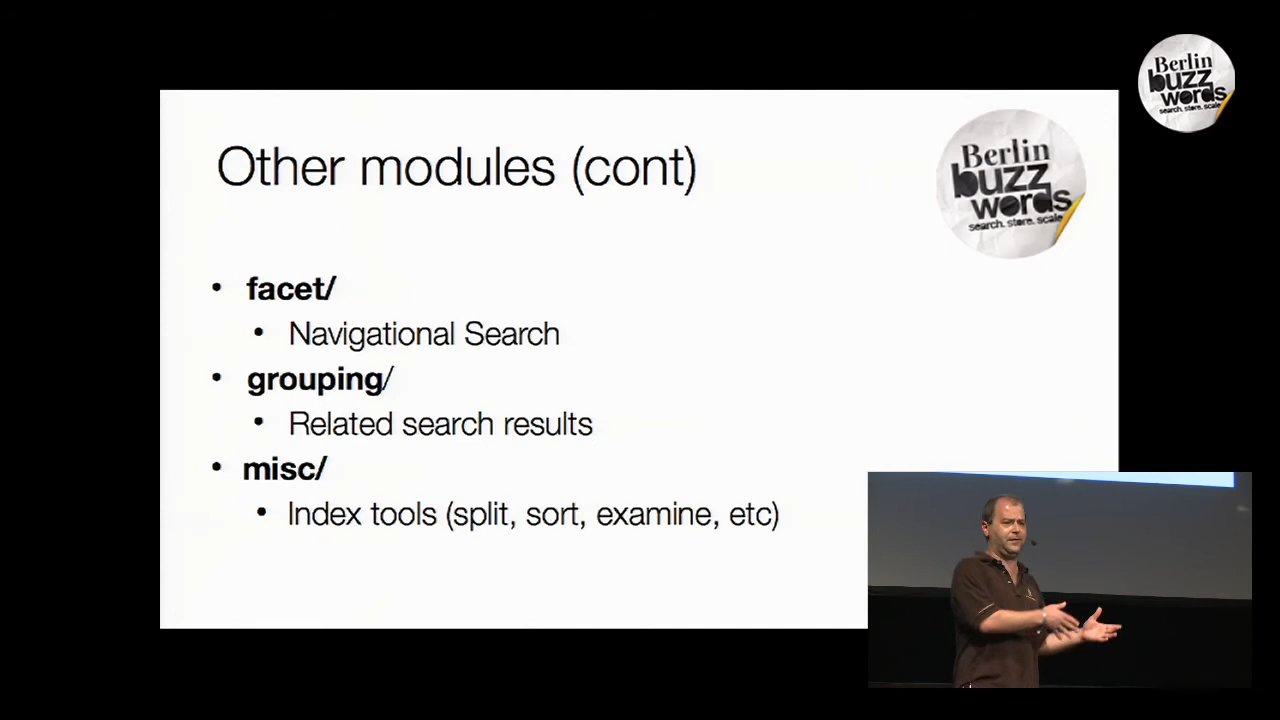 Other modules (cont)
Berlin
buzz
words
search. store. scale
• facet/
• Navigational Search
• grouping/
• Related search results
• misc/
• Index tools (split, sort, examine, etc)
Berlin
buzz
words
search. store. scale